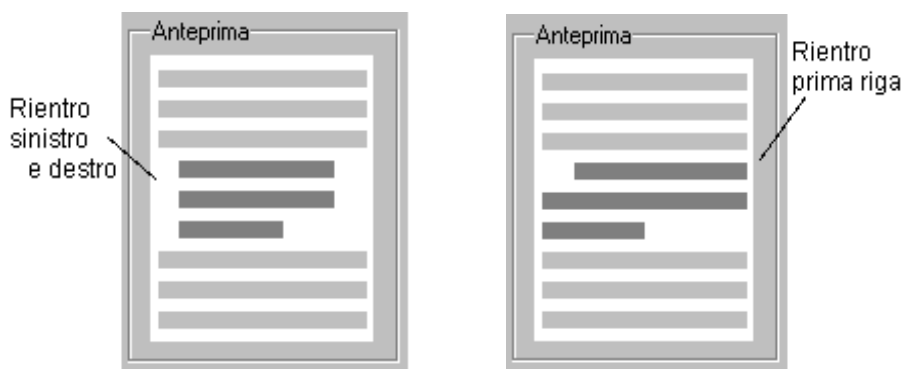 Anteprima
Rientro
sinistro
e destro
Anteprima
Rientro
prima riga